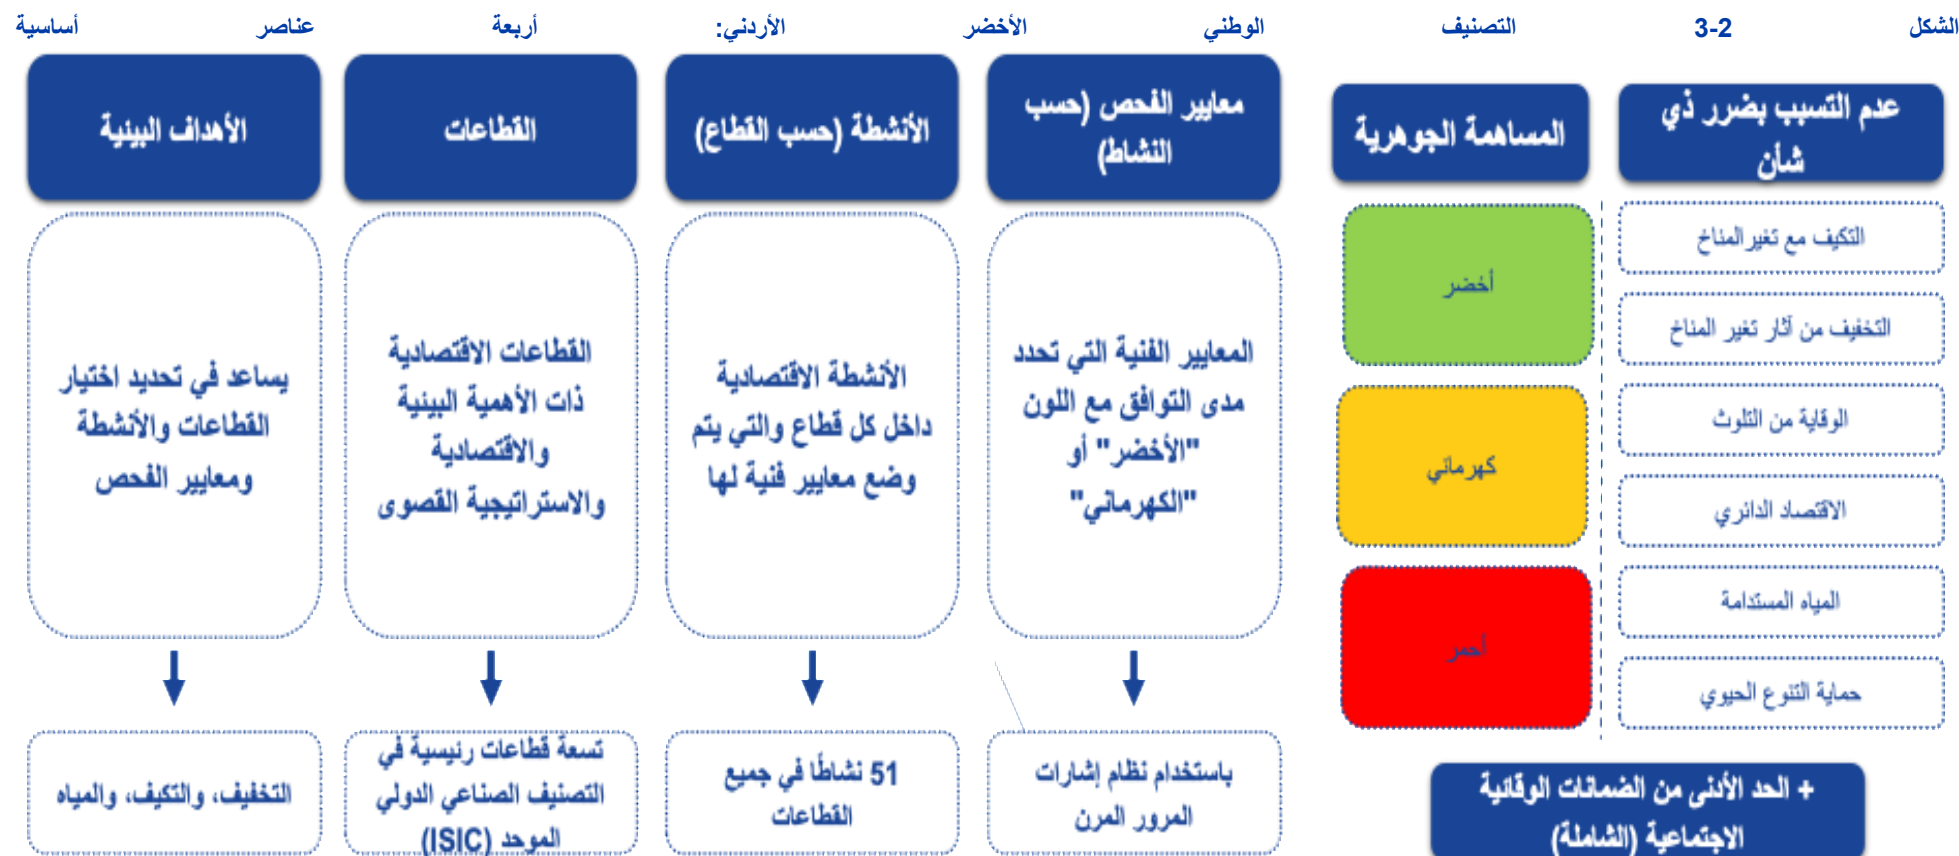 الشكل 3-2 التصنيف الوطني الأخضر الأردني: أربعة عناصر أساسية
عدم التسبب بضرر ذي
شأن
التكيف مع تغير المناخ
التخفيف من آثار تغير المناخ
الوقاية من التلوث
الاقتصاد الدائري
المياه المستدامة
حماية التنوع الحيوي
المساهمة الجوهرية
أخضر
كهرماني
أحمر
+ الحد الأدنى من الضمانات الوقائية
الاجتماعية (الشاملة)
معايير الفحص (حسب
النشاط)
المعايير الفنية التي تحدد
مدى التوافق مع اللون
"الأخضر" أو
"الكهرماني"
باستخدام نظام إشارات
المرور المرن
الأنشطة (حسب القطاع)
الأنشطة الاقتصادية
داخل كل قطاع والتي يتم
وضع معايير فنية لها
51 نشاطًا في جميع
القطاعات
القطاعات
القطاعات الاقتصادية
ذات الأهمية البيئية
والاقتصادية
والاستراتيجية القصوى
تسعة قطاعات رئيسية في
التصنيف الصناعي الدولي
الموحد (ISIC)
الأهداف البيئية
يساعد في تحديد اختيار
القطاعات والأنشطة
ومعايير الفحص
التخفيف، والتكيف، والمياه